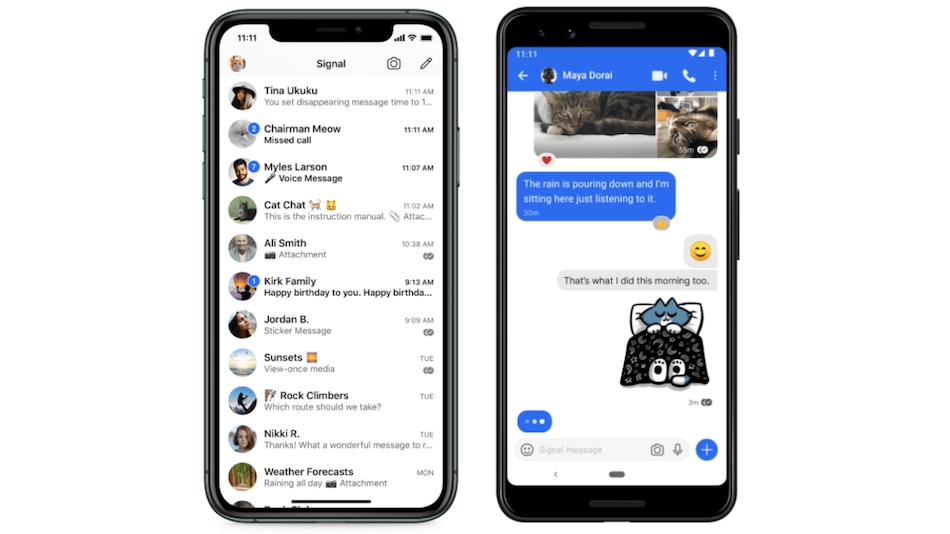 11:11
Signal
Tina Ukuku
11:11 AM
You set disappearing message time to 1...
2
Chairman Meow
11:11 AM
Missed call
7
Myles Larson
11:07 AM
🎤 Voice Message
Cat Chat 🐈 😺
11:02 AM
This is the instruction manual. 📎 Attac...
Ali Smith
10:38 AM
📷 Attachment
1
Kirk Family
9:13 AM
Happy birthday to you. Happy birthda...
Jordan B.
9:09 AM
Sticker Message
Sunsets 🌅
TUE
View-once media
🧗 Rock Climbers
TUE
Which route should we take?
Nikki R.
TUE
Thanks! What a wonderful message to r...
Weather Forecasts
MON
Raining all day 📷 Attachment
11:11
Maya Dorai
55m
The rain is pouring down and I'm
sitting here just listening to it.
30m
😊
That's what I did this morning too.
3m
Signal message